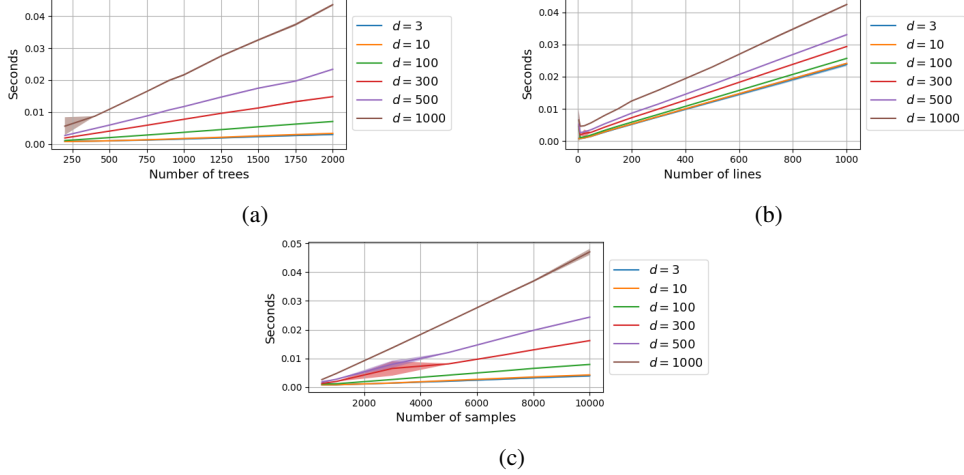 0.04
0.03
0.02
0.01
0.00
Seconds
250 500 750 1000 1250 1500 1750 2000
Number of trees
d = 3
d = 10
d = 100
d = 300
d = 500
d = 1000
(a)
0.04
0.03
0.02
0.01
0.00
Seconds
0 200 400 600 800 1000
Number of lines
d = 3
d = 10
d = 100
d = 300
d = 500
d = 1000
(b)
0.05
0.04
0.03
0.02
0.01
0.00
Seconds
2000 4000 6000 8000 10000
Number of samples
d = 3
d = 10
d = 100
d = 300
d = 500
d = 1000
(c)